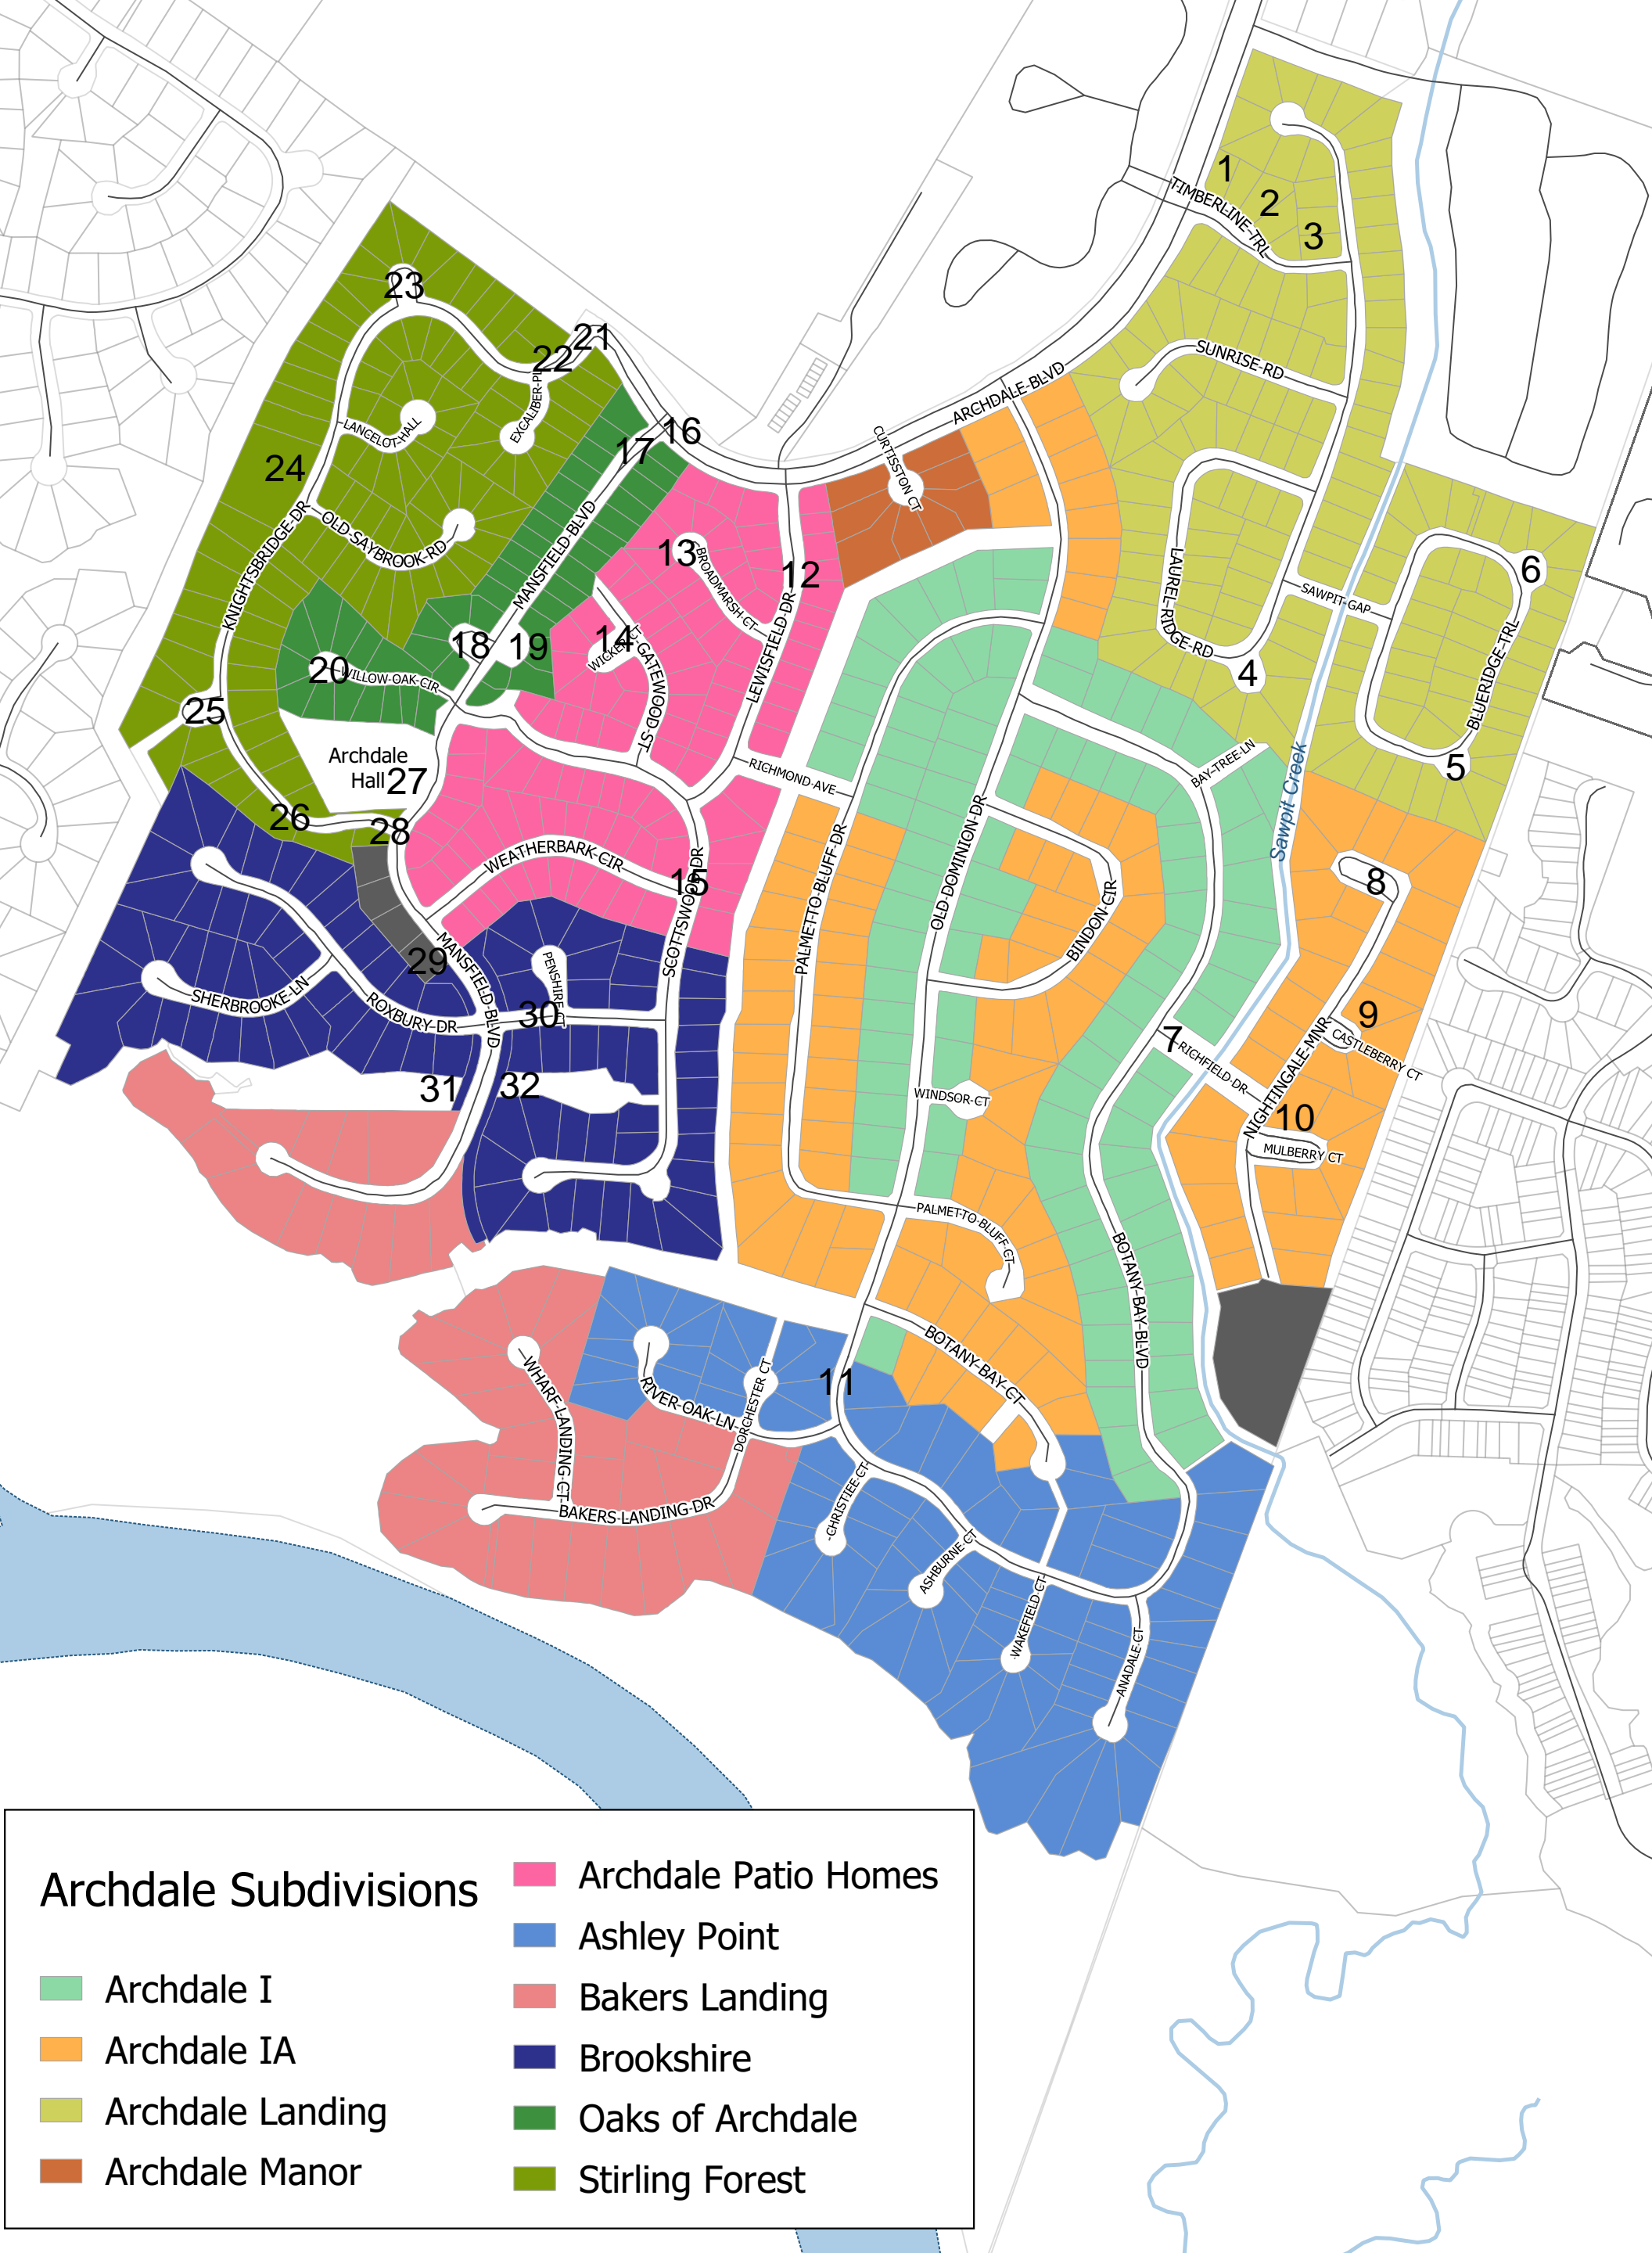 1
TIMBERLINE-TRL
2
3
23
21
22
SUNRISE-RD
ARCHDALE-BLVD
EXCALIBER-PL
LANCELOT-HALL
16
17
24
CURTISSTON CT
OLD-SAYBROOK-RD
MANSFIELD-BLVD
13
BROADMARSH-CT
12
KNIGHTSBRIDGE-DR
LAUREL-RIDGE-RD
SAWPIT-GAP
6
18
19
14
WICKER-CT
GATEWOOD-ST
LEWISFIELD-DR
20
WILLOW-OAK-CIR
4
BLUERIDGE-TRL
25
Archdale
Hall
27
RICHMOND-AVE
BAY-TREE-LN
5
26
28
Sawpit Creek
WEATHERBARK-CIR
15
PALMETTO-BLUFF-DR
OLD-DOMINION-DR
BINDON-CIR
8
29
MANSFIELD-BLVD
PENSHIRE-CT
SCOTTSWOOD-DR
SHERBROOKE-LN
ROXBURY-DR
30
7
RICHFIELD-DR
9
CASTLEBERRY CT
NIGHTINGALE-MNR
31
32
WINDSOR-CT
10
MULBERRY CT
PALMETTO-BLUFF-CT
BOTANY-BAY-BLVD
BOTANY-BAY-CT
11
WHARF-LANDING-CT
RIVER-OAK-LN
DORCHESTER CT
BAKERS-LANDING-DR
CHRISTIEE-CT
ASHBURNE-CT
WAKEFIELD-CT
ANADALE-CT
Archdale Subdivisions
Archdale I
Archdale IA
Archdale Landing
Archdale Manor
Archdale Patio Homes
Ashley Point
Bakers Landing
Brookshire
Oaks of Archdale
Stirling Forest